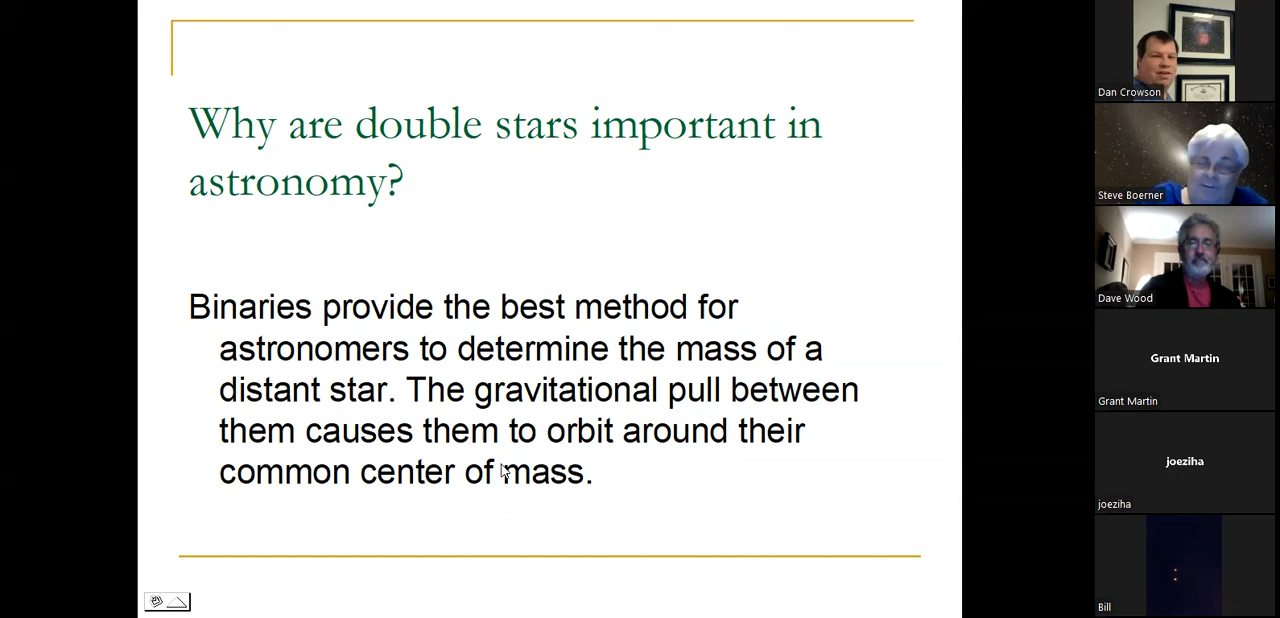 Why are double stars important in
astronomy?
Binaries provide the best method for
astronomers to determine the mass of a
distant star. The gravitational pull between
them causes them to orbit around their
common center of mass.
Dan Crowson
Steve Boerner
Dave Wood
Grant Martin
Grant Martin
joeziha
joeziha
Bill